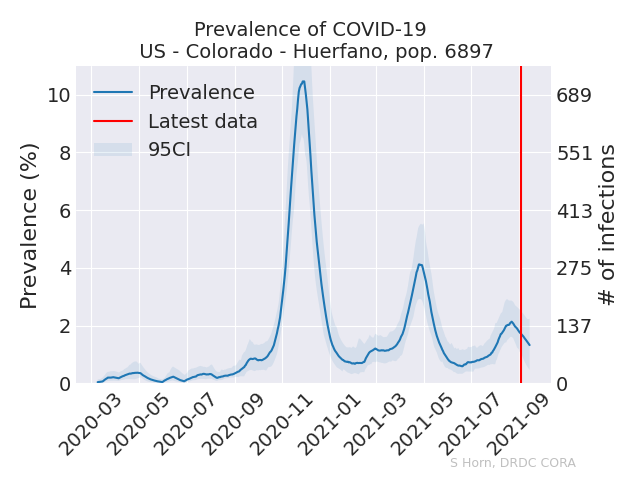 Prevalence of COVID-19
US - Colorado - Huerfano, pop. 6897
Prevalence
Latest data
95CI
Prevalence (%)
10
8
6
4
2
0
# of infections
689
551
413
275
137
0
2020-03
2020-05
2020-07
2020-09
2020-11
2021-01
2021-03
2021-05
2021-07
2021-09
S Horn, DRDC CORA